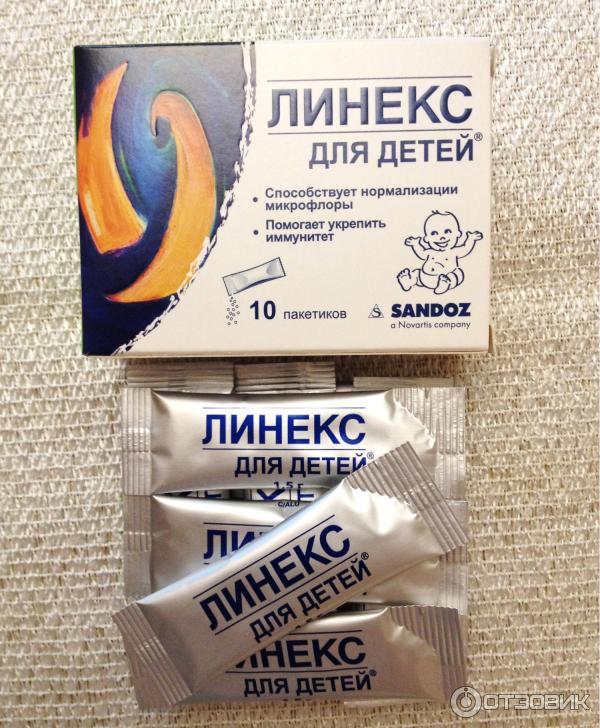 ЛИНЕКС
ДЛЯ ДЕТЕЙ®
• Способствует нормализации
микрофлоры
• Помогает укрепить
иммунитет
10 пакетиков
S SANDOZ
a Novartis company
ЛИНЕКС
ДЛЯ ДЕТЕЙ®
1,5 г
C/ALU
ЛИНЕКС
ДЛЯ ДЕТЕЙ®
ЛИНЕКС
ДЛЯ ДЕТЕЙ®
ОТЗОВИК